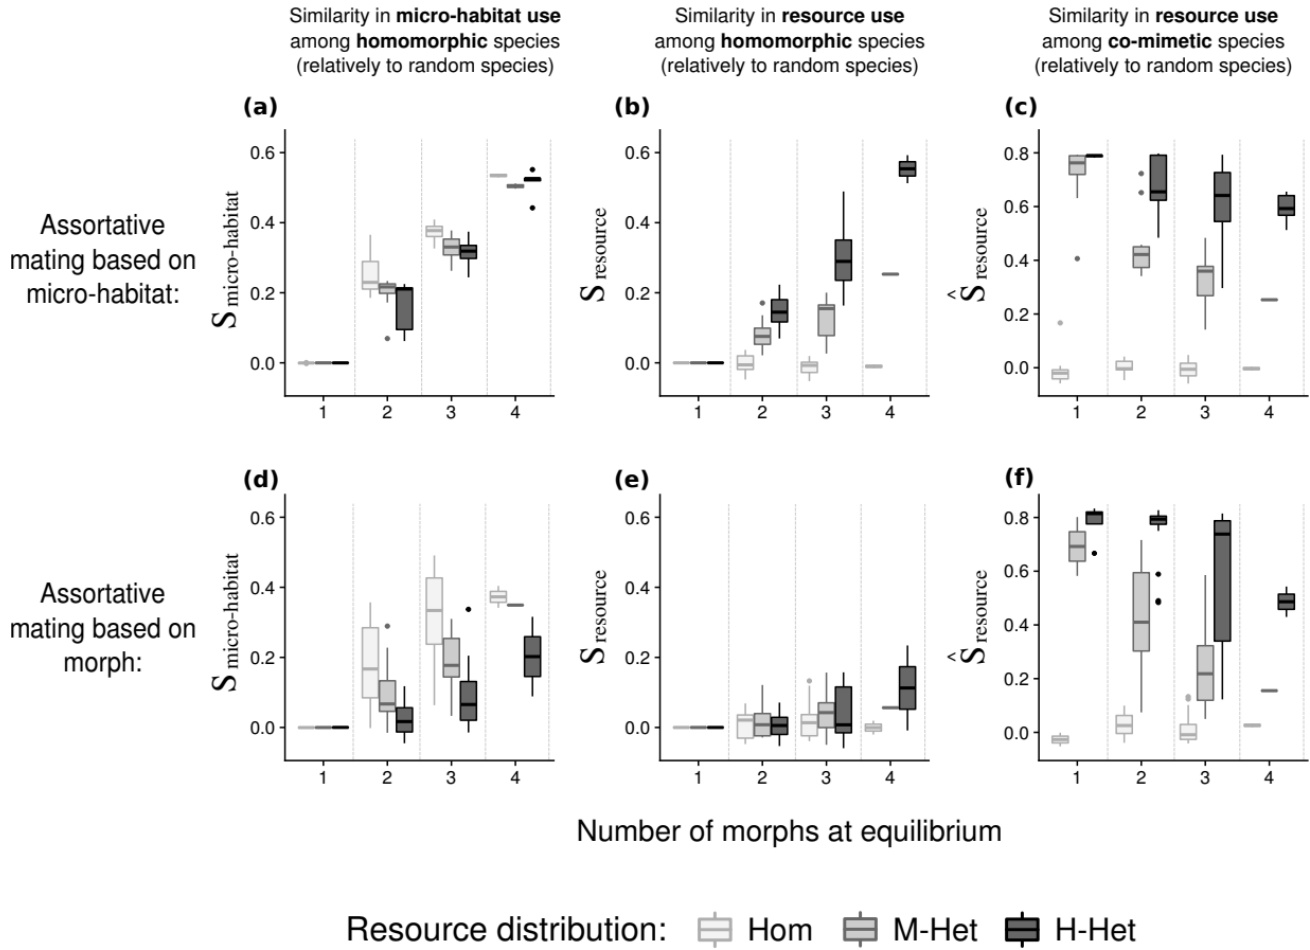 Similarity in micro-habitat use
among homomorphic species
(relatively to random species)
Similarity in resource use
among homomorphic species
(relatively to random species)
Similarity in resource use
among co-mimetic species
(relatively to random species)
Assortative
mating based on
micro-habitat:
(a)
S micro-habitat
0.6
0.4
0.2
0.0
1 2 3 4
(b)
S resource
0.6
0.4
0.2
0.0
1 2 3 4
(c)
Ŝ resource
0.8
0.6
0.4
0.2
0.0
1 2 3 4
Assortative
mating based on
morph:
(d)
S micro-habitat
0.6
0.4
0.2
0.0
1 2 3 4
(e)
S resource
0.6
0.4
0.2
0.0
1 2 3 4
(f)
Ŝ resource
0.8
0.6
0.4
0.2
0.0
1 2 3 4
Number of morphs at equilibrium
Resource distribution: Hom M-Het H-Het